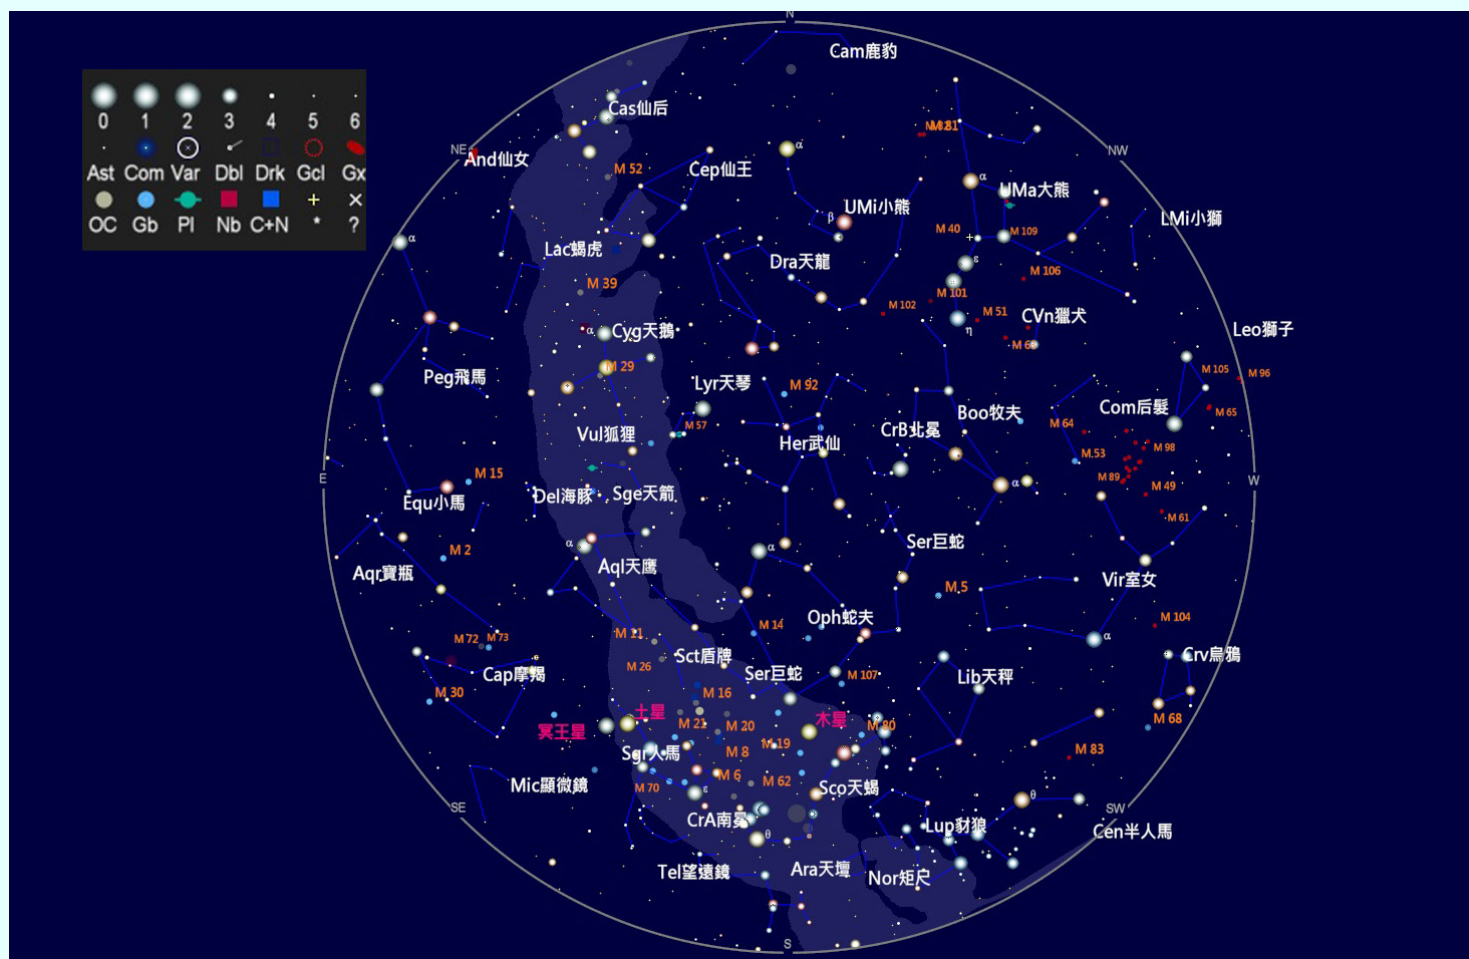 N
Cam鹿豹
0 1 2 3 4 5 6
Ast Com Var Dbl Drk Gcl Gx
OC Gb Pl Nb C+N * ?
Cas仙后
M 81
NE
And仙女
M 52
Cep仙王
α
NW
α
UMa大熊
UMi小熊
β
LMi小獅
α
Lac蝎虎
M 40
M 109
Dra天龍
ε
M 106
M 39
M 102
M 101
M 51
CVn獵犬
η
Leo獅子
α
Cyg天鵝
M 29
M 105
M 96
Peg飛馬
Lyr天琴
M 92
Com后髮
M 65
Boo牧夫
M 57
M 64
Vul狐狸
Her武仙
CrB北冕
M 98
M 53
M 15
E
M 89
W
α
Del海豚
Sge天箭
M 49
Equ小馬
M 61
M 2
α
α
Ser巨蛇
Aql天鷹
Aqr寶瓶
Vir室女
M 5
Oph蛇夫
M 104
M 14
M 11
M 72
M 73
α
Sct盾牌
M 26
Crv烏鴉
Cap摩羯
Ser巨蛇
M 107
Lib天秤
M 30
M 16
土星
木星
M 68
冥王星
M 21
M 20
M 80
M 19
Sgr人馬
M 8
M 83
M 6
M 62
Mic顯微鏡
M 70
ε
Sco天蝎
θ
SE
SW
CrA南冕
θ
Lup豺狼
Cen半人馬
Tel望遠鏡
Ara天壇
Nor矩尺
S